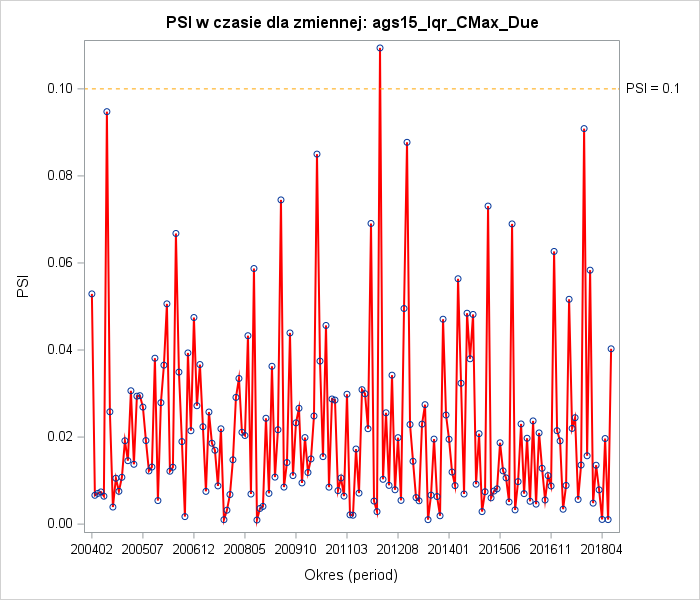 PSI w czasie dla zmiennej: ags15_Iqr_CMax_Due
0.10
PSI = 0.1
0.08
0.06
PSI
0.04
0.02
0.00
200402 200507 200612 200805 200910 201103 201208 201401 201506 201611 201804
Okres (period)